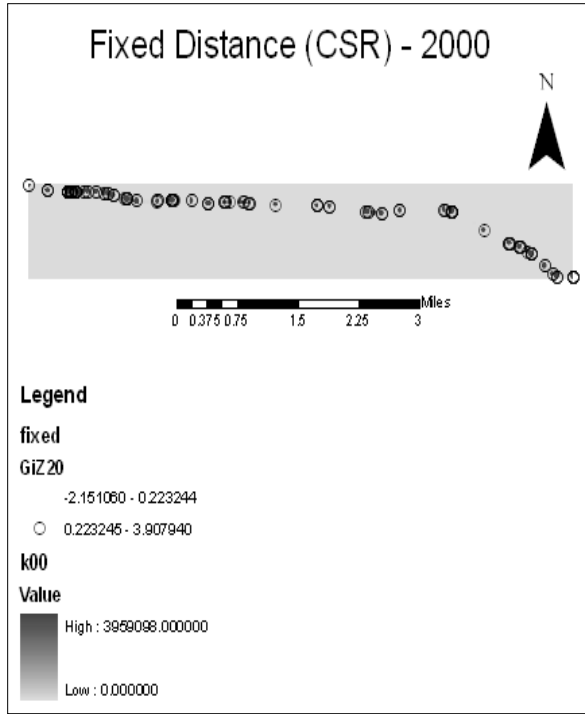 Fixed Distance (CSR) - 2000
N
Miles
0 0.375 0.75 1.5 2.25 3
Legend
fixed
GiZ20
-2.151060 - 0.223244
0.223245 - 3.907940
k00
Value
High : 3959098.000000
Low : 0.000000